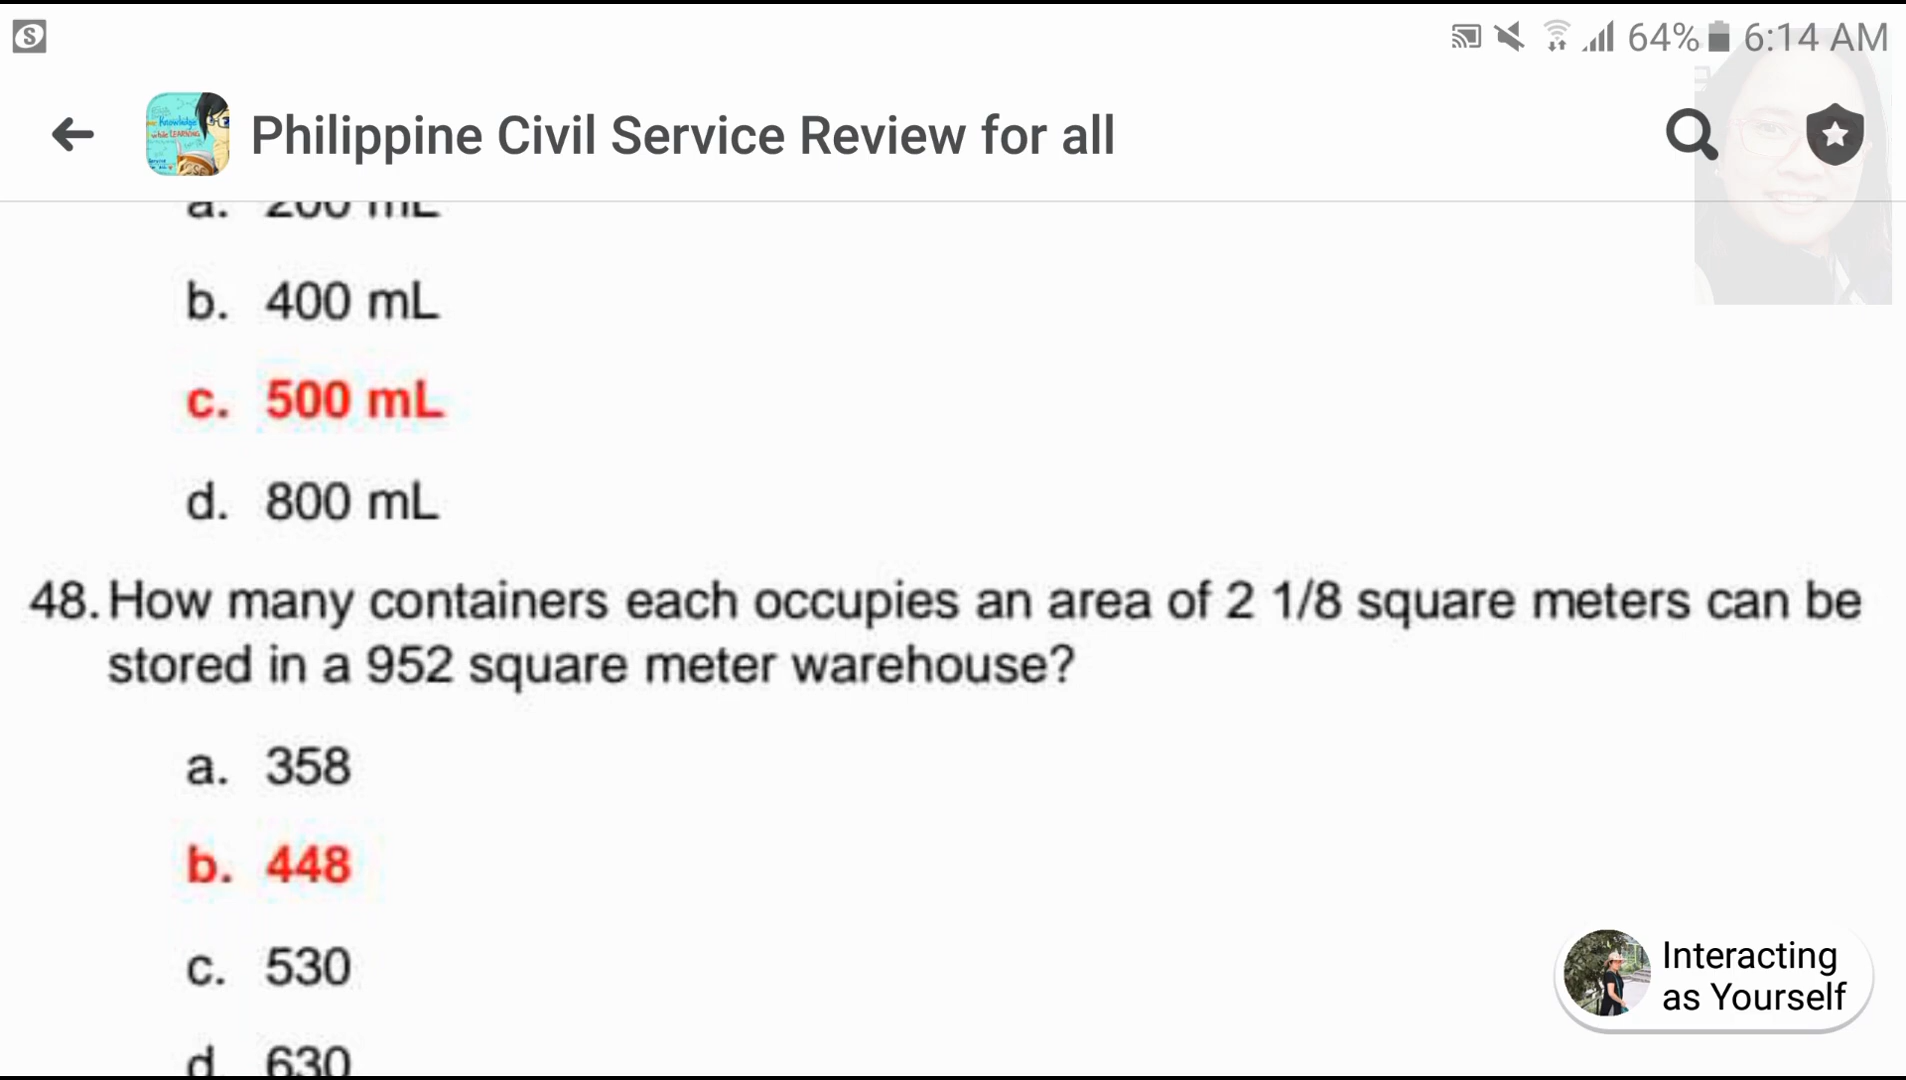 64% 6:14 AM
Philippine Civil Service Review for all
a. 200 mL
b. 400 mL
c. 500 mL
d. 800 mL
48. How many containers each occupies an area of 2 1/8 square meters can be
stored in a 952 square meter warehouse?
a. 358
b. 448
c. 530
d 630
Interacting
as Yourself